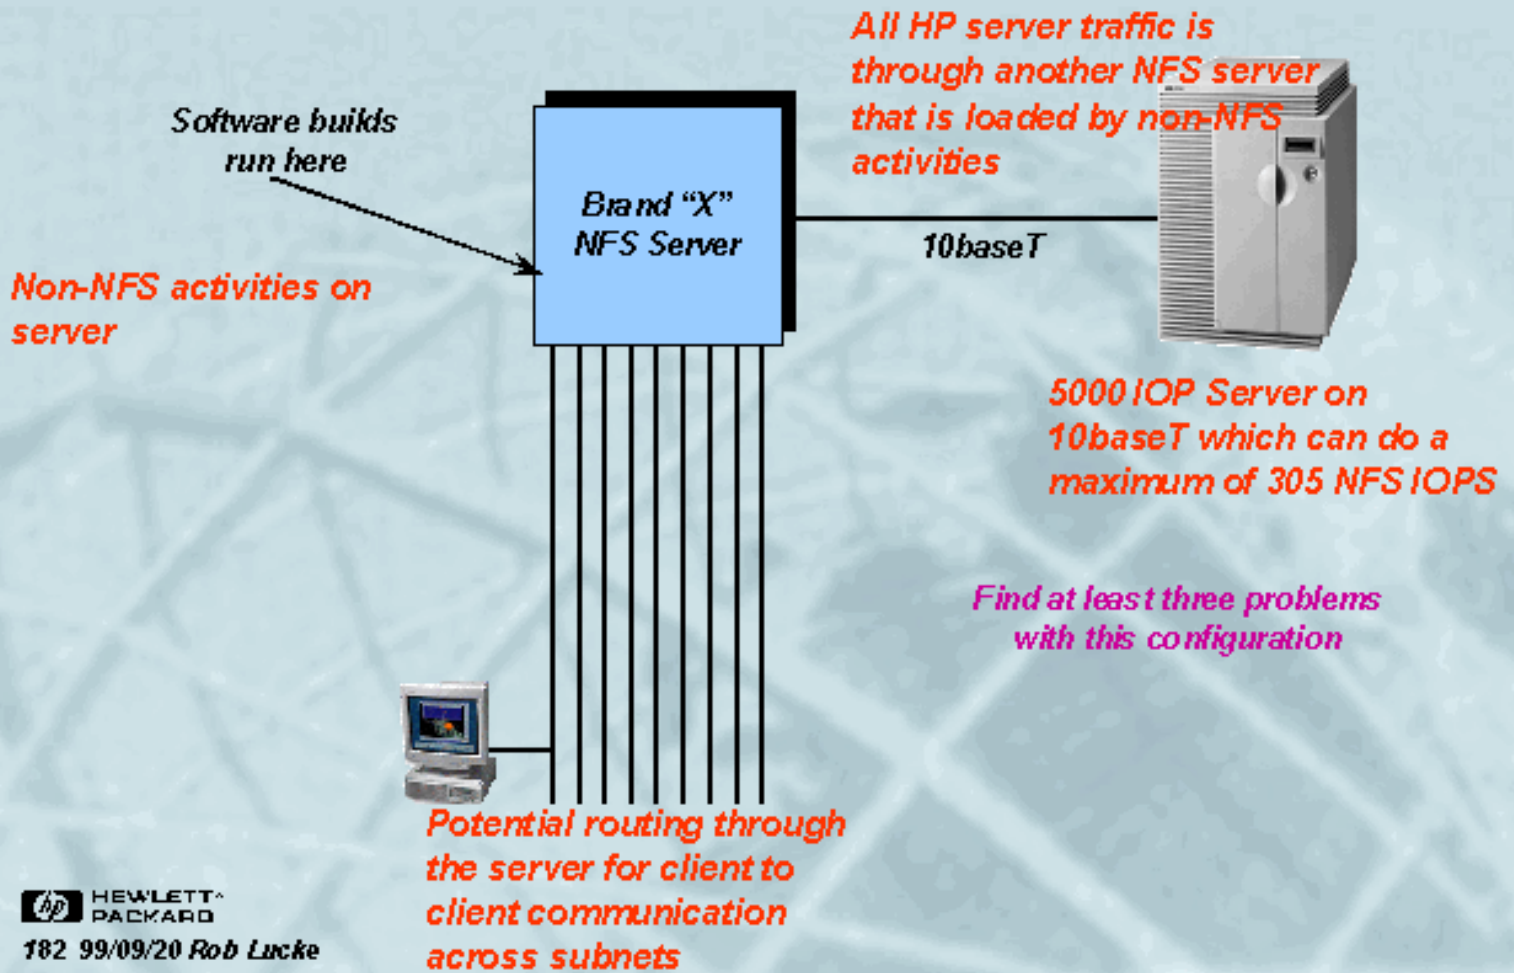 All HP server traffic is
through another NFS server
that is loaded by non-NFS
activities
Software builds
run here
Brand “X”
NFS Server
10baseT
Non-NFS activities on
server
5000 IOP Server on
10baseT which can do a
maximum of 305 NFS IOPS
Find at least three problems
with this configuration
Potential routing through
the server for client to
client communication
across subnets
hp HEWLETT
PACKARD
182 99/09/20 Rob Lucke